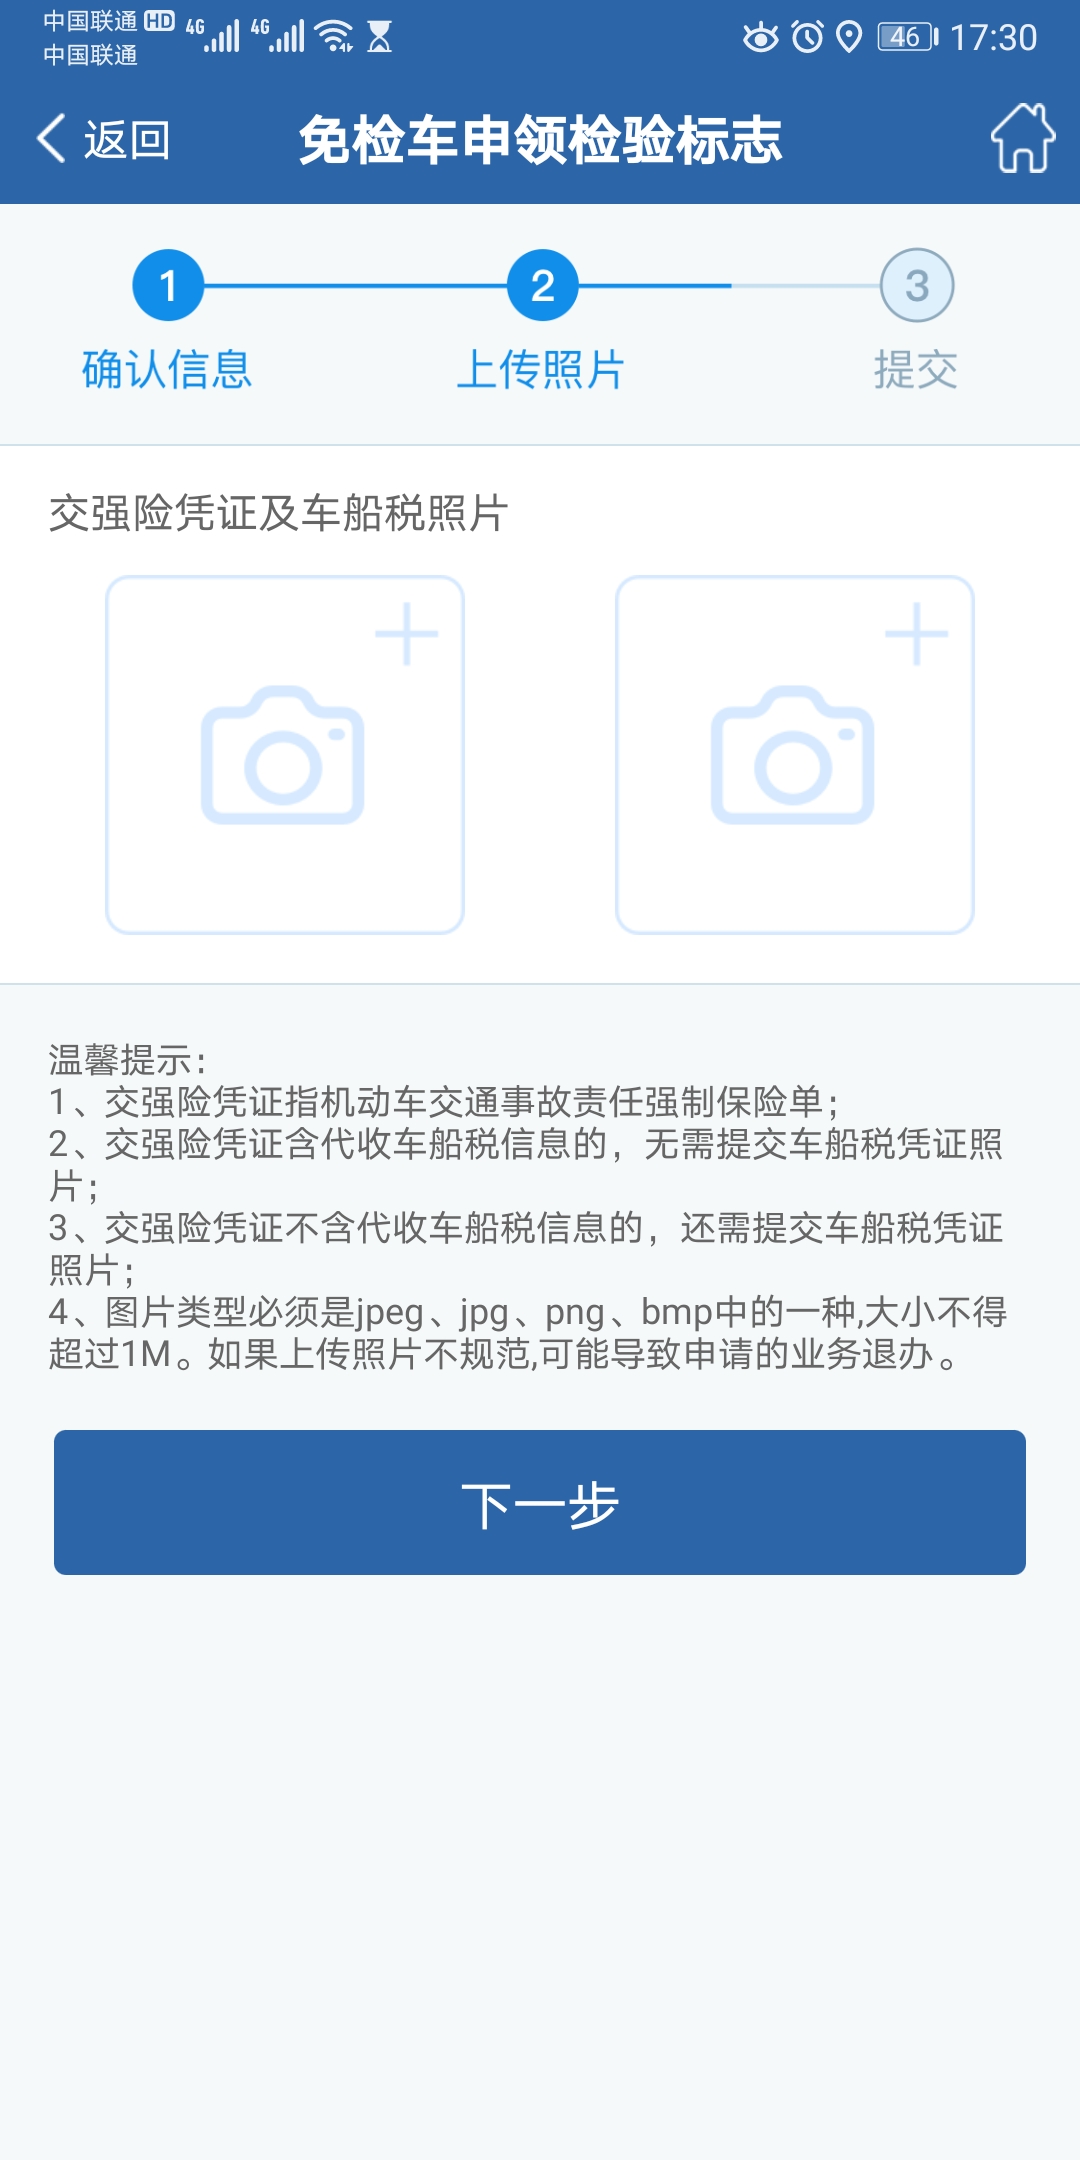 中国联通 HD 4G 4G 46 17:30
中国联通
返回 免检车申领检验标志
1 2 3
确认信息 上传照片 提交
交强险凭证及车船税照片
温馨提示：
1、交强险凭证指机动车交通事故责任强制保险单；
2、交强险凭证含代收车船税信息的，无需提交车船税凭证照
片；
3、交强险凭证不含代收车船税信息的，还需提交车船税凭证
照片；
4、图片类型必须是jpeg、jpg、png、bmp中的一种,大小不得
超过1M。如果上传照片不规范,可能导致申请的业务退办。
下一步